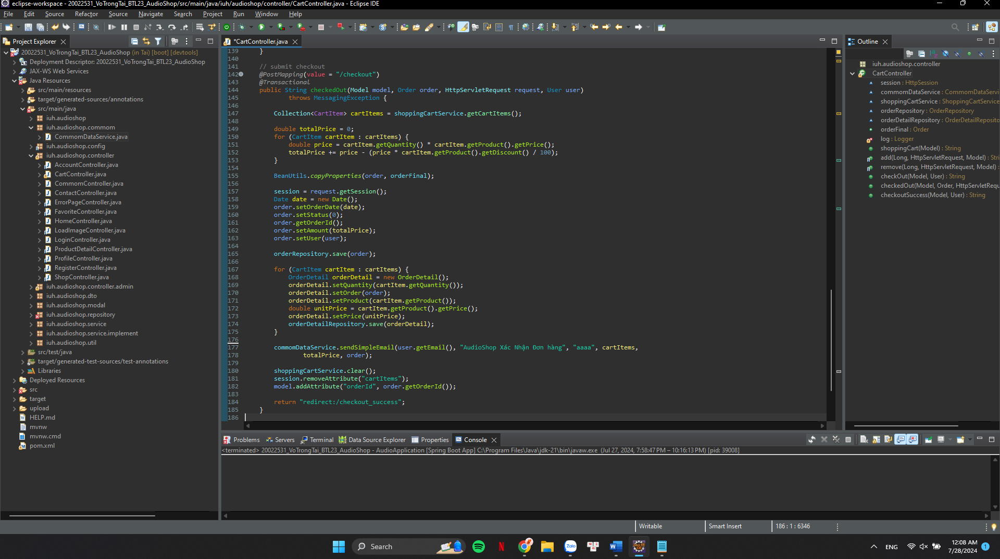 eclipse-workspace - 20022531_VoTrongTai_BTL23_AudioShop/src/main/java/iuh/audioshop/controller/CartController.java - Eclipse IDE
File Edit Source Refactor Source Navigate Search Project Run Window Help
Project Explorer
20022531_VoTrongTai_BTL23_AudioShop (in Tai) [boot] [devtools]
Deployment Descriptor: 20022531_VoTrongTai_BTL23_AudioShop
JAX-WS Web Services
Java Resources
src/main/resources
target/generated-sources/annotations
src/main/java
iuh.audioshop
iuh.audioshop.commom
CommomDataService.java
iuh.audioshop.config
iuh.audioshop.controller
AccountController.java
CartController.java
CommomController.java
ContactController.java
ErrorPageController.java
FavoriteController.java
HomeController.java
LoadImageController.java
LoginController.java
ProductDetailController.java
ProfileController.java
RegisterController.java
ShopController.java
iuh.audioshop.controller.admin
iuh.audioshop.dto
iuh.audioshop.modal
iuh.audioshop.repository
iuh.audioshop.service
iuh.audioshop.service.implement
iuh.audioshop.util
src/test/java
target/generated-test-sources/test-annotations
Libraries
Deployed Resources
src
target
upload
HELP.md
mvnw
mvnw.cmd
pom.xml
*CartController.java
139 }
140
141 // submit checkout
142 @PostMapping(value = "/checkout")
143 @Transactional
144 public String checkedOut(Model model, Order order, HttpServletRequest request, User user)
145 throws MessagingException {
146
147 Collection<CartItem> cartItems = shoppingCartService.getCartItems();
148
149 double totalPrice = 0;
150 for (CartItem cartItem : cartItems) {
151 double price = cartItem.getQuantity() * cartItem.getProduct().getPrice();
152 totalPrice += price - (price * cartItem.getProduct().getDiscount() / 100);
153 }
154
155 BeanUtils.copyProperties(order, orderFinal);
156
157 session = request.getSession();
158 Date date = new Date();
159 order.setOrderDate(date);
160 order.setStatus(0);
161 order.getOrderId();
162 order.setAmount(totalPrice);
163 order.setUser(user);
164
165 orderRepository.save(order);
166
167 for (CartItem cartItem : cartItems) {
168 OrderDetail orderDetail = new OrderDetail();
169 orderDetail.setQuantity(cartItem.getQuantity());
170 orderDetail.setOrder(order);
171 orderDetail.setProduct(cartItem.getProduct());
172 double unitPrice = cartItem.getProduct().getPrice();
173 orderDetail.setPrice(unitPrice);
174 orderDetailRepository.save(orderDetail);
175 }
176
177 commomDataService.sendSimpleEmail(user.getEmail(), "AudioShop Xác Nhận Đơn hàng", "aaaa", cartItems,
178 totalPrice, order);
179
180 shoppingCartService.clear();
181 session.removeAttribute("cartItems");
182 model.addAttribute("orderId", order.getOrderId());
183
184 return "redirect:/checkout_success";
185 }
186
Outline
iuh.audioshop.controller
CartController
session : HttpSession
commomDataService : CommomDataServi
shoppingCartService : ShoppingCartService
orderRepository : OrderRepository
orderDetailRepository : OrderDetailReposito
orderFinal : Order
log : Logger
shoppingCart(Model) : String
add(Long, HttpServletRequest, Model) : Stri
remove(Long, HttpServletRequest, Model) :
checkOut(Model, User) : String
checkedOut(Model, Order, HttpServletRequ
checkoutSuccess(Model, User) : String
Problems Servers Terminal Data Source Explorer Properties Console
<terminated> 20022531_VoTrongTai_BTL23_AudioShop - AudioApplication [Spring Boot App] C:\Program Files\Java\jdk-21\bin\javaw.exe (Jul 27, 2024, 7:58:47 PM – 10:16:13 PM) [pid: 39008]
Writable
Smart Insert
186 : 1 : 6346
Search
Zalo
ENG
12:08 AM
7/28/2024
1